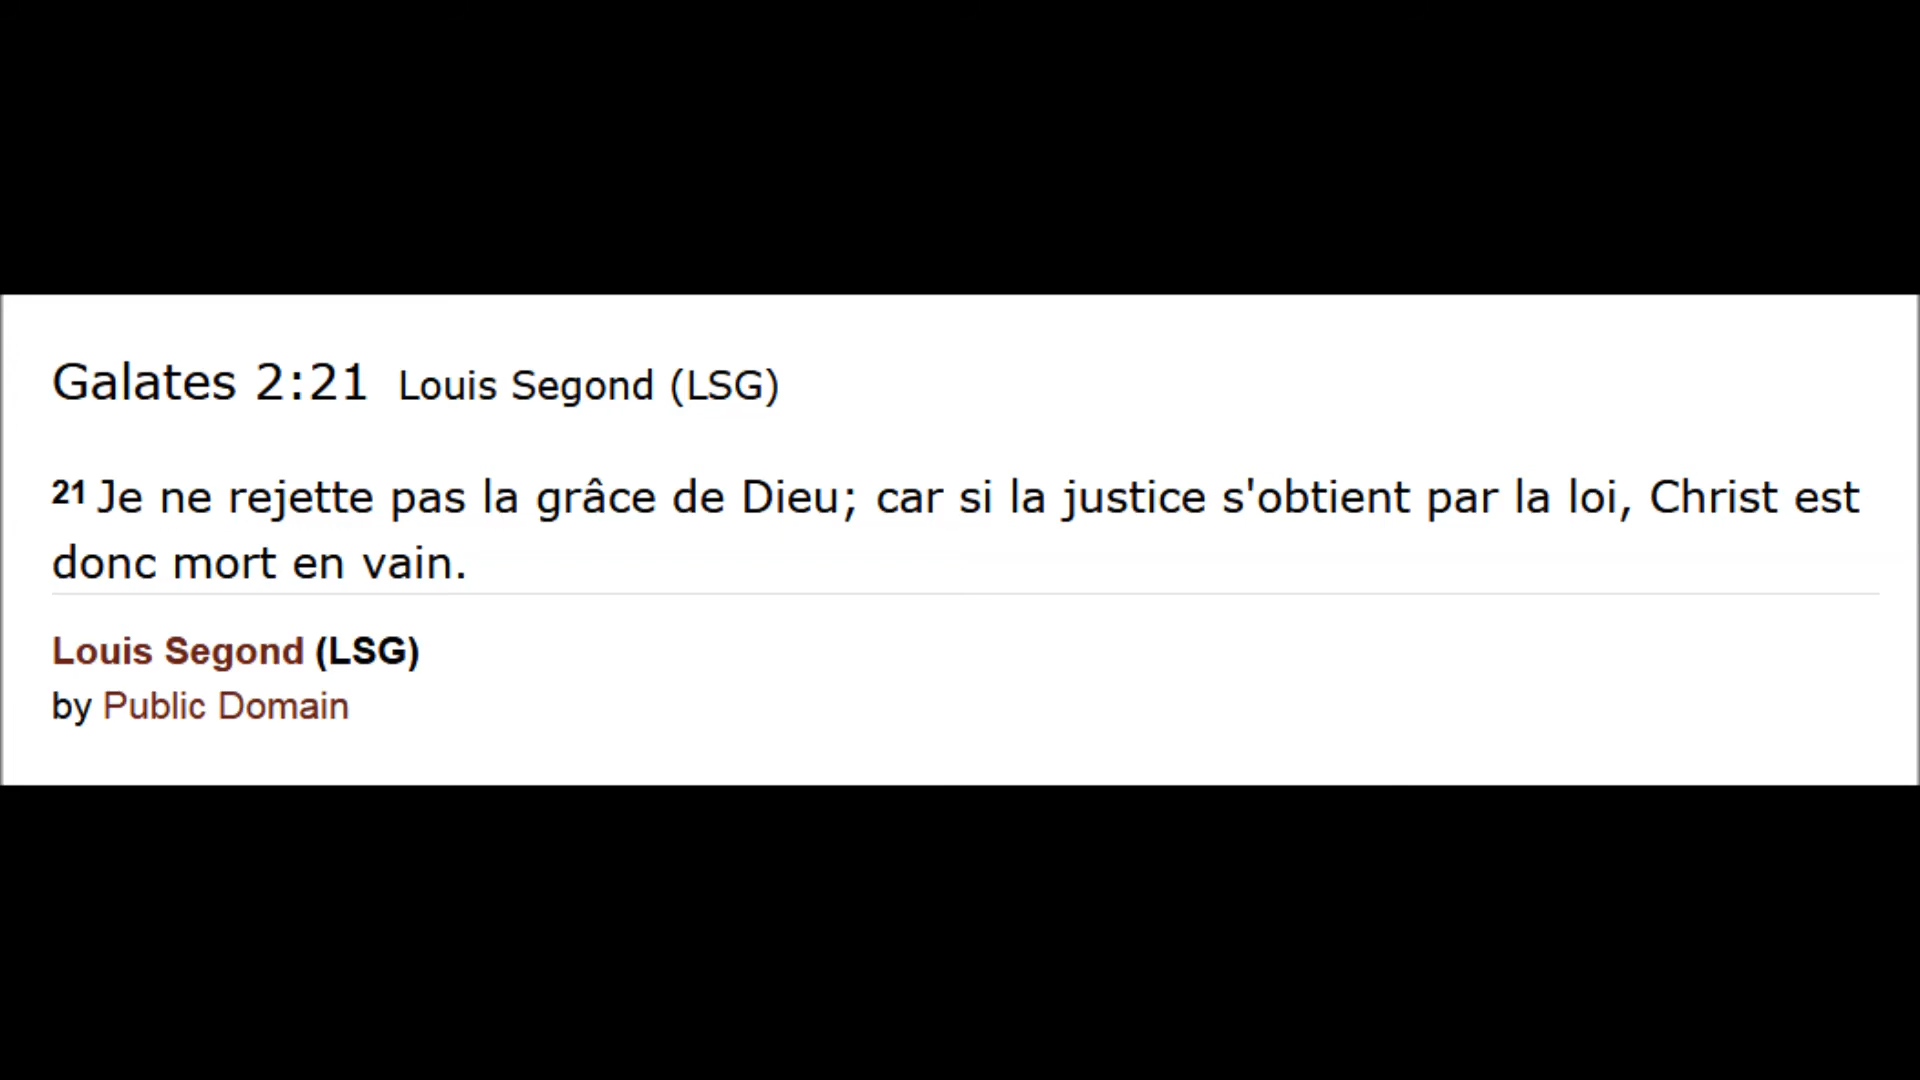 Galates 2:21 Louis Segond (LSG)
21 Je ne rejette pas la grâce de Dieu; car si la justice s'obtient par la loi, Christ est
donc mort en vain.
Louis Segond (LSG)
by Public Domain